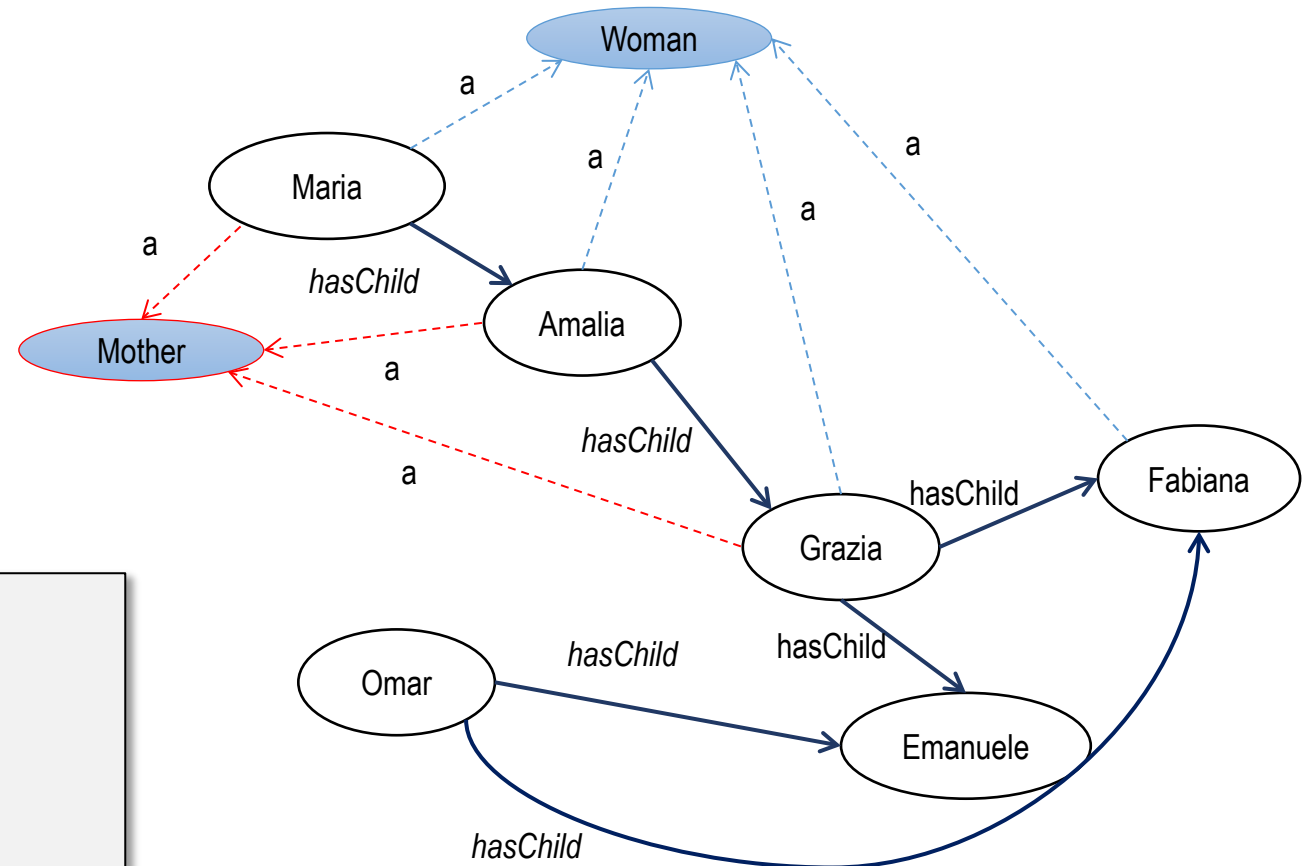 Woman
a
Maria
a
a
a
a
hasChild
Amalia
Mother
a
hasChild
a
hasChild
Fabiana
Grazia
hasChild
hasChild
Omar
Emanuele
hasChild